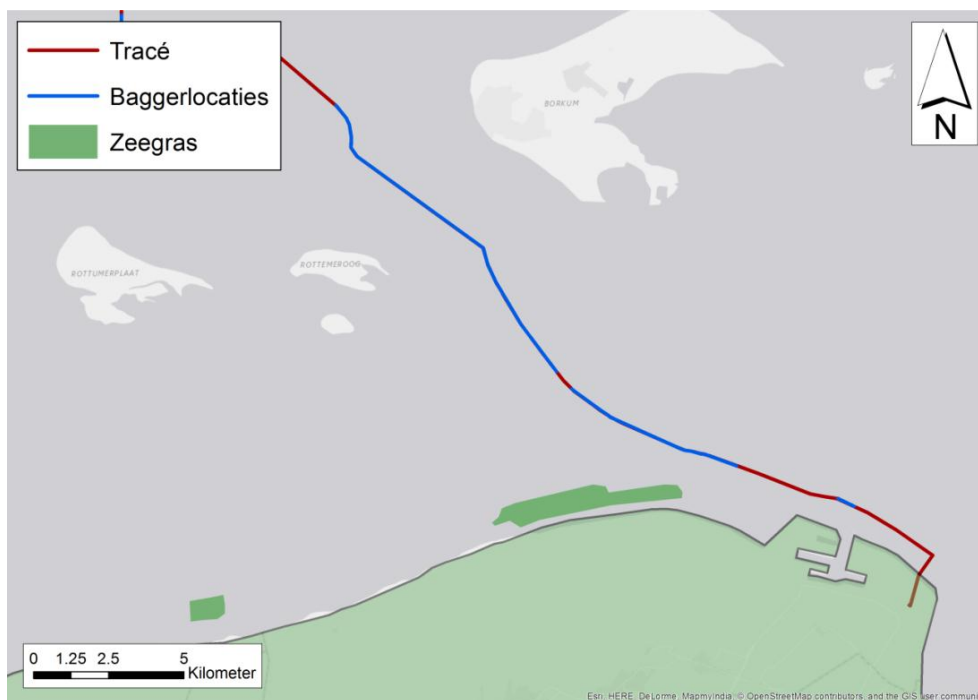 Tracé
Baggerlocaties
Zeegras
N
BORKUM
ROTTUMERPLAAT
ROTTEMEROOG
0 1.25 2.5 5
Kilometer
Esri, HERE, DeLorme, MapmyIndia, © OpenStreetMap contributors, and the GIS user commun